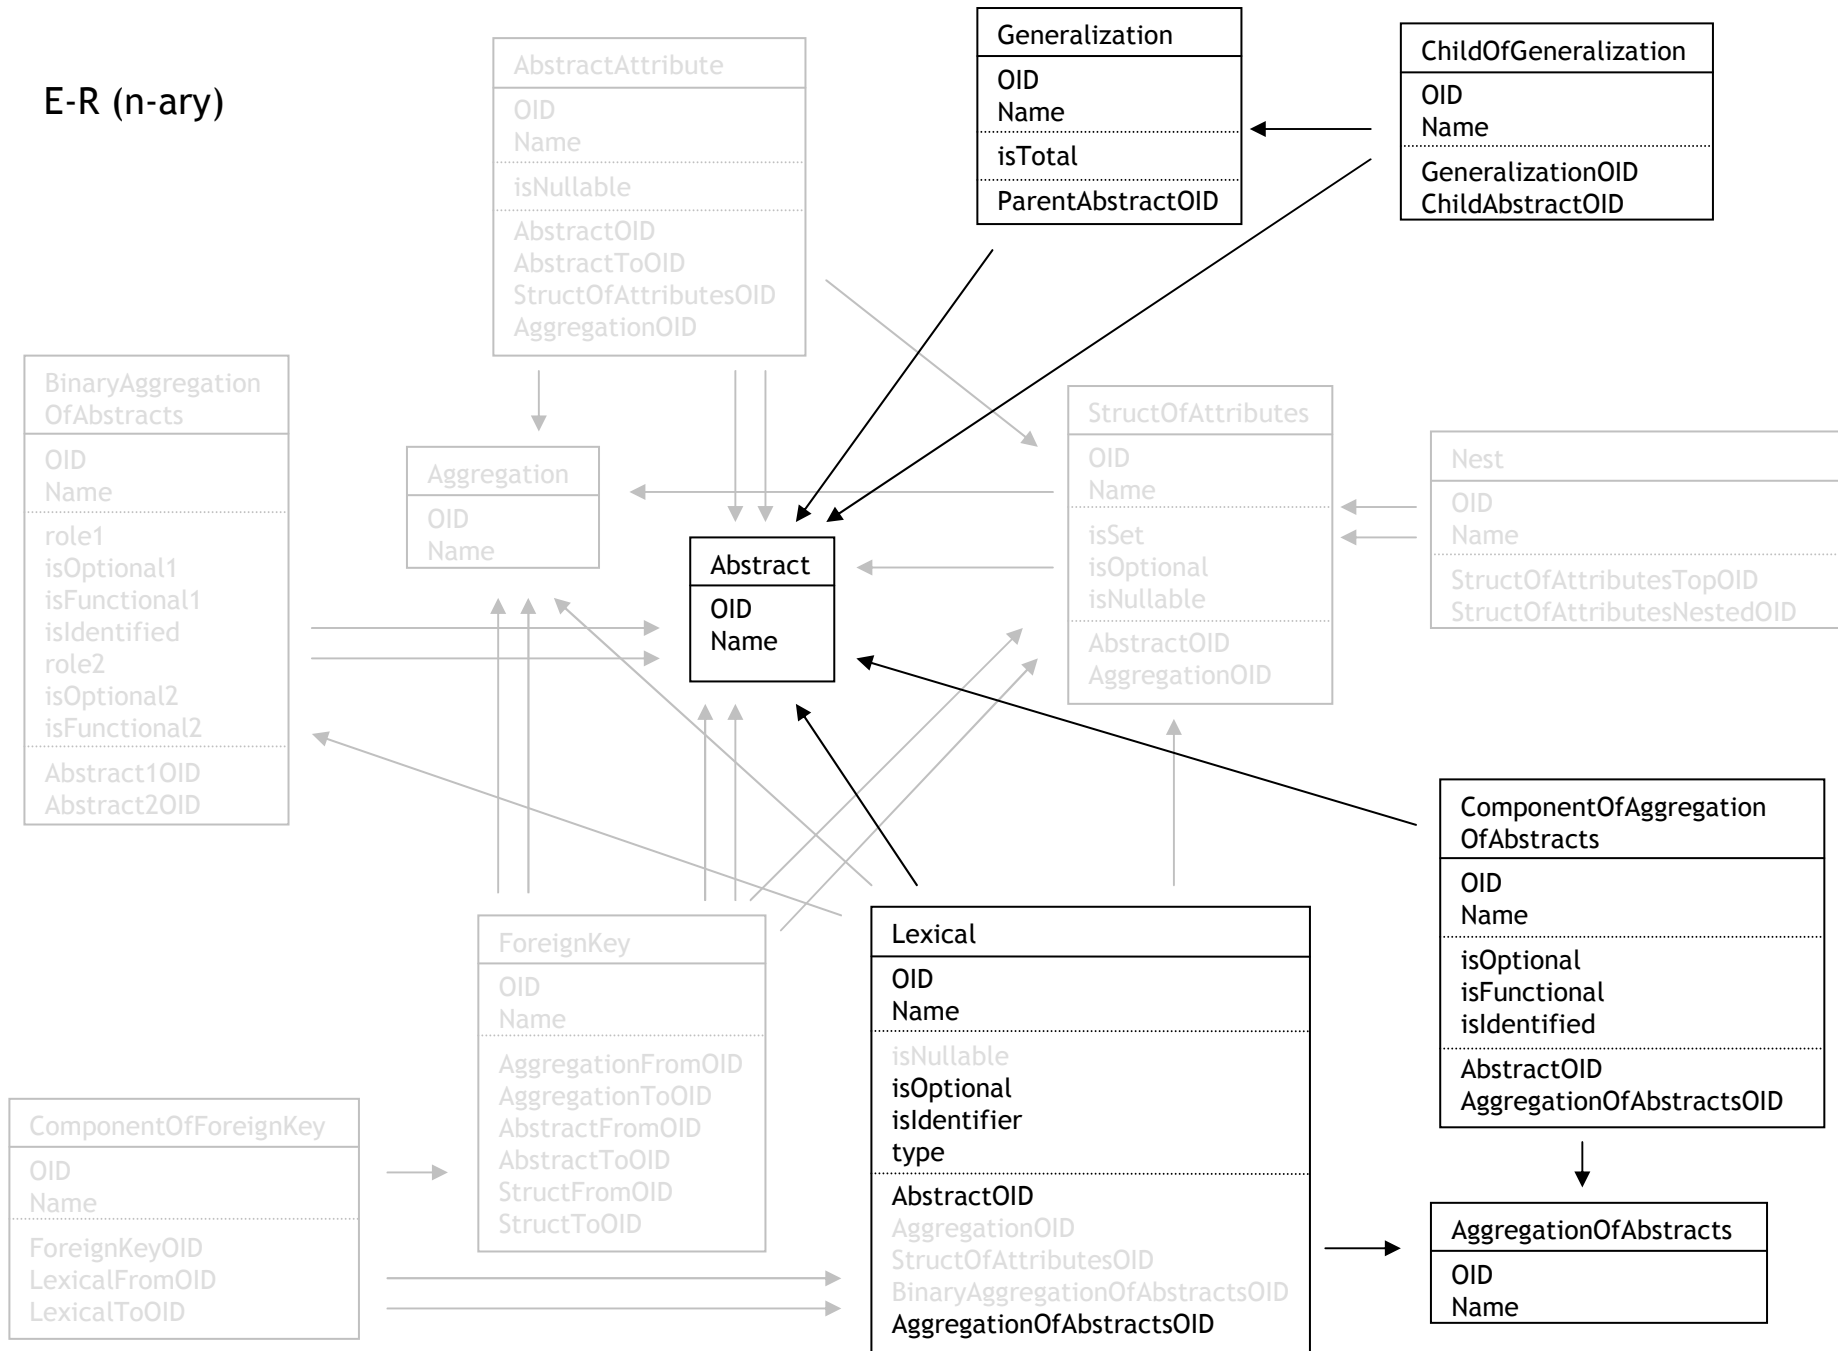 E-R (n-ary)
AbstractAttribute
OID
Name
isNullable
AbstractOID
AbstractToOID
StructOfAttributesOID
AggregationOID
Generalization
OID
Name
isTotal
ParentAbstractOID
ChildOfGeneralization
OID
Name
GeneralizationOID
ChildAbstractOID
BinaryAggregation
OfAbstracts
OID
Name
role1
isOptional1
isFunctional1
isIdentified
role2
isOptional2
isFunctional2
Abstract1OID
Abstract2OID
Aggregation
OID
Name
Abstract
OID
Name
StructOfAttributes
OID
Name
isSet
isOptional
isNullable
AbstractOID
AggregationOID
Nest
OID
Name
StructOfAttributesTopOID
StructOfAttributesNestedOID
ComponentOfForeignKey
OID
Name
ForeignKeyOID
LexicalFromOID
LexicalToOID
ForeignKey
OID
Name
AggregationFromOID
AggregationToOID
AbstractFromOID
AbstractToOID
StructFromOID
StructToOID
Lexical
OID
Name
isNullable
isOptional
isIdentifier
type
AbstractOID
AggregationOID
StructOfAttributesOID
BinaryAggregationOfAbstractsOID
AggregationOfAbstractsOID
ComponentOfAggregation
OfAbstracts
OID
Name
isOptional
isFunctional
isIdentified
AbstractOID
AggregationOfAbstractsOID
AggregationOfAbstracts
OID
Name